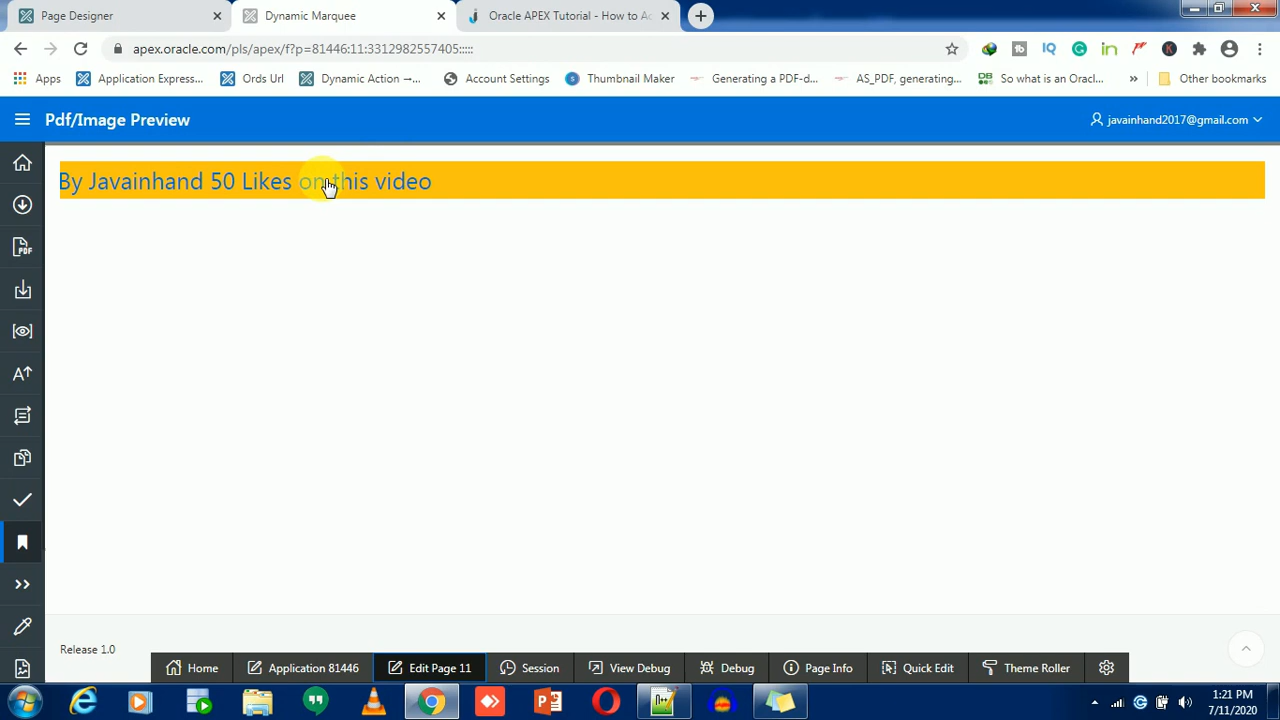 Page Designer
Dynamic Marquee
Oracle APEX Tutorial - How to Ac
apex.oracle.com/pls/apex/f?p=81446:11:3312982557405:::::
Apps
Application Express...
Ords Url
Dynamic Action →...
Account Settings
Thumbnail Maker
Generating a PDF-d...
AS_PDF, generating...
So what is an Oracl...
»
Other bookmarks
Pdf/Image Preview
javainhand2017@gmail.com
By Javainhand 50 Likes on this video
Release 1.0
Home
Application 81446
Edit Page 11
Session
View Debug
Debug
Page Info
Quick Edit
Theme Roller
1:21 PM
7/11/2020